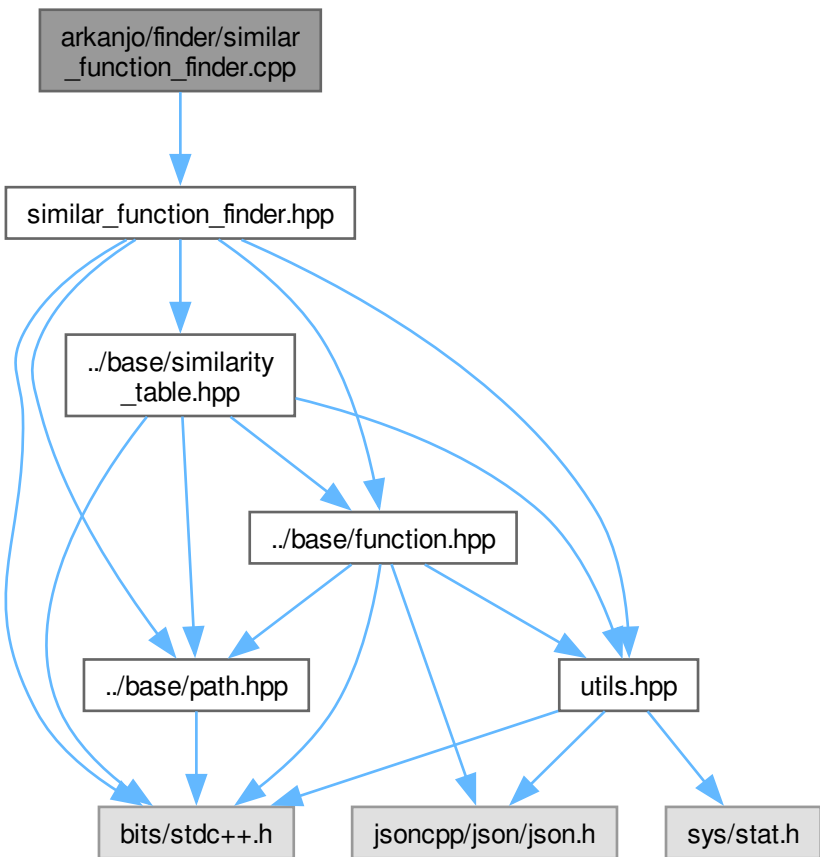 arkanjo/finder/similar
_function_finder.cpp
similar_function_finder.hpp
../base/similarity
_table.hpp
../base/function.hpp
../base/path.hpp
utils.hpp
bits/stdc++.h
jsoncpp/json/json.h
sys/stat.h